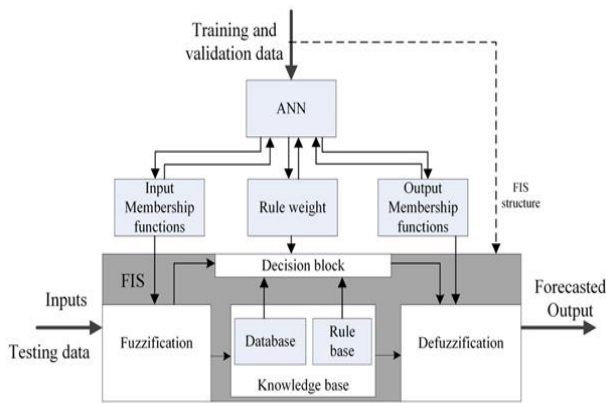 Training and
validation data
ANN
Input
Membership
functions
Rule weight
Output
Membership
functions
FIS
structure
Decision block
FIS
Inputs
Testing data
Fuzzification
Database
Rule
base
Knowledge base
Defuzzification
Forecasted
Output